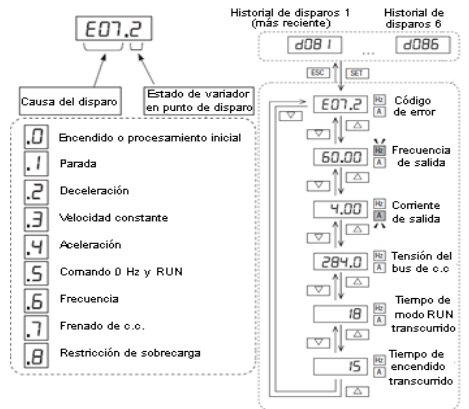 E07.2
Causa del disparo
Estado de variador
en punto de disparo
.0 Encendido o procesamiento inicial
.1 Parada
.2 Deceleración
.3 Velocidad constante
.4 Aceleración
.5 Comando 0 Hz y RUN
.6 Frecuencia
.7 Frenado de c.c.
.8 Restricción de sobrecarga
Historial de disparos 1
(más reciente)
Historial de
disparos 6
d081 ... d086
ESC SET
E07.2 Hz A
Código
de error
60.00 Hz A
Frecuencia
de salida
4.00 Hz A
Corriente
de salida
284.0 Hz A
Tensión del
bus de c.c
18 Hz A
Tiempo de
modo RUN
transcurrido
15 Hz A
Tiempo de
encendido
transcurrido